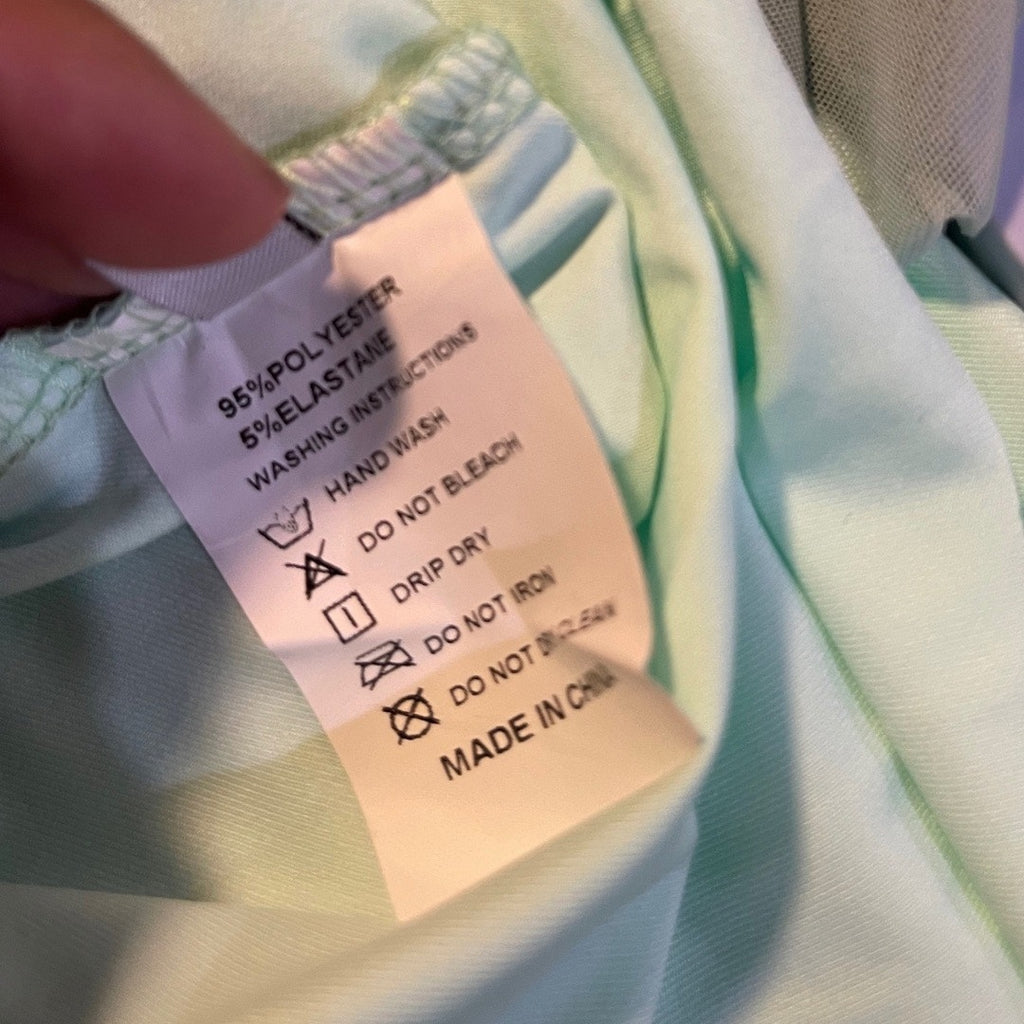 95%POLYESTER
5%ELASTANE
WASHING INSTRUCTIONS
HAND WASH
DO NOT BLEACH
DRIP DRY
DO NOT IRON
DO NOT
MADE IN CHINA